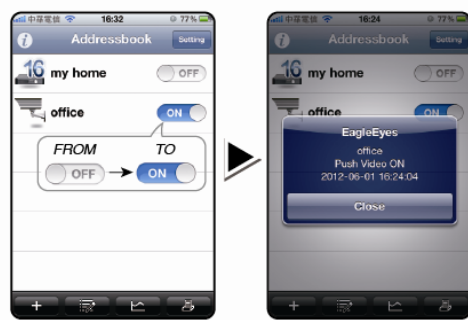 中華電信 16:32 77%
Addressbook Setting
16 my home OFF
office ON
FROM TO
OFF ON
中華電信 16:24 77%
Addressbook Setting
16 my home OFF
office ON
EagleEyes
office
Push Video ON
2012-06-01 16:24:04
Close